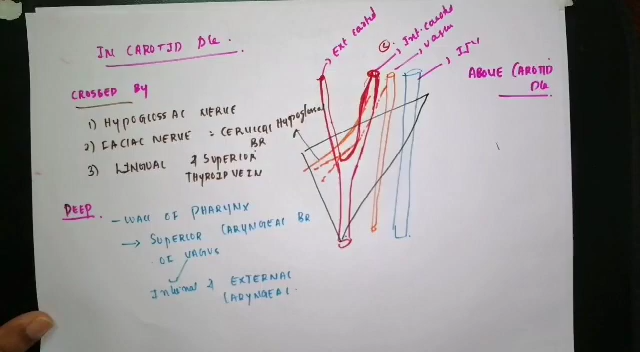 IN CAROTID Dle.
CROSSED BY
1) HYPOGLOSSAL NERVE
2) FACIAL NERVE = CERVICAL BR
3) LINGUAL & SUPERIOR
THYROID VEIN
DEEP.
- WALL OF PHARYNX
→ SUPERIOR LARYNGEAL BR
OF VAGUS
Internal & EXTERNAL
LARYNGEAL.
Ext carotid
Int. carotid
vagus
IJV
Hypoglossal
ABOVE CAROTID
Dle